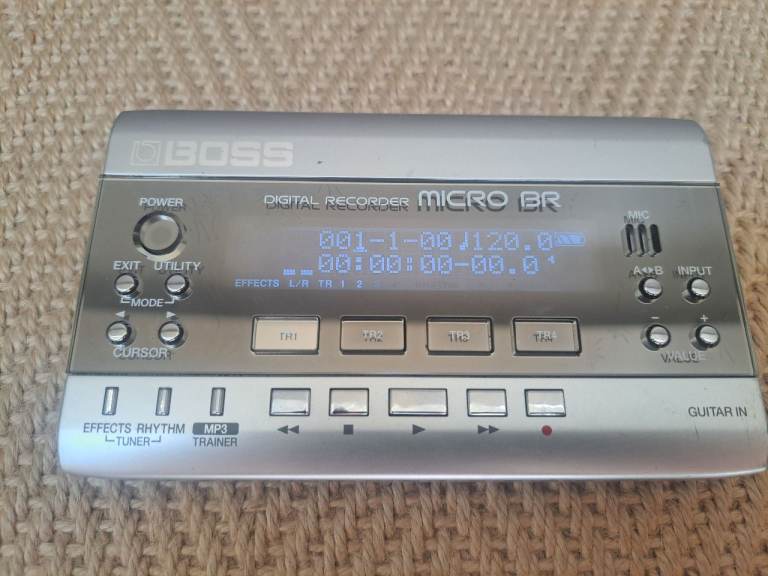 BOSS
POWER
DIGITAL RECORDER MICRO BR
MIC
001-1-00♩120.0
00:00:00-00.0
EFFECTS L/R TR 1 2
EXIT UTILITY
MODE
CURSOR
A↔B INPUT
- +
VALUE
TR1 TR2 TR3 TR4
EFFECTS RHYTHM MP3
TUNER TRAINER
GUITAR IN